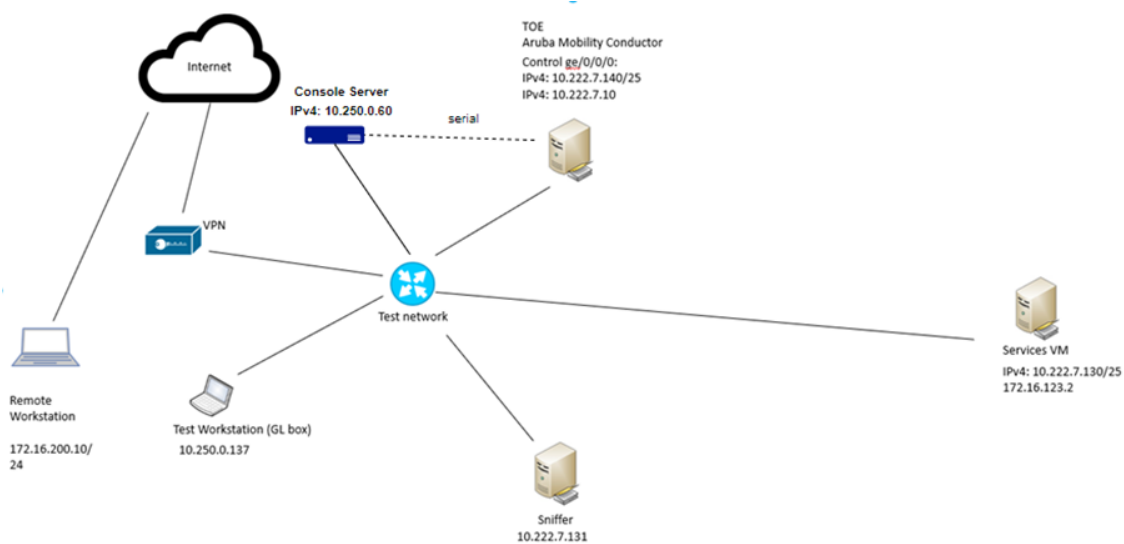 TOE
Aruba Mobility Conductor
Control ge/0/0/0:
IPv4: 10.222.7.140/25
IPv4: 10.222.7.10
Internet
Console Server
IPv4: 10.250.0.60
serial
VPN
Test network
Services VM
IPv4: 10.222.7.130/25
172.16.123.2
Remote
Workstation
172.16.200.10/
24
Test Workstation (GL box)
10.250.0.137
Sniffer
10.222.7.131